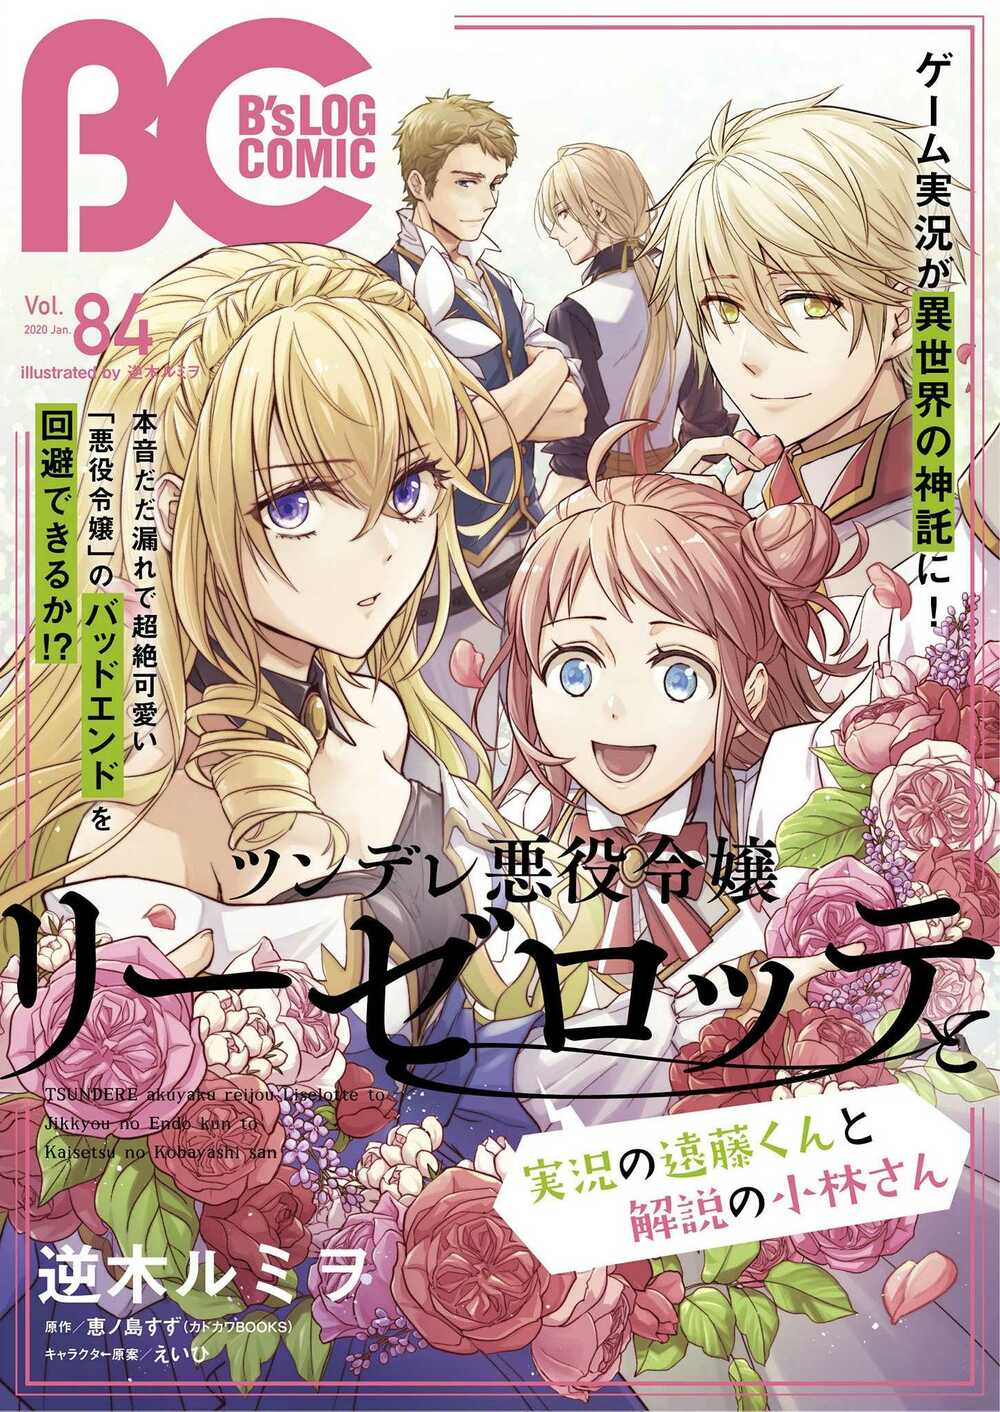 BC
B'sLOG
COMIC
Vol. 84
2020 Jan.
illustrated by 逆木ルミヲ
ゲーム実況が異世界の神託に!
本音だだ漏れで超絶可愛い
「悪役令嬢」のバッドエンドを
回避できるか!?
ツンデレ悪役令嬢
リーゼロッテと
TSUNDERE akuyaku reijou Liselotte to
Jikkyou no Endo kun to
Kaisetsu no Kobayashi san
実況の遠藤くんと
解説の小林さん
逆木ルミヲ
原作/恵ノ島すず(カドカワBOOKS)
キャラクター原案/えいひ